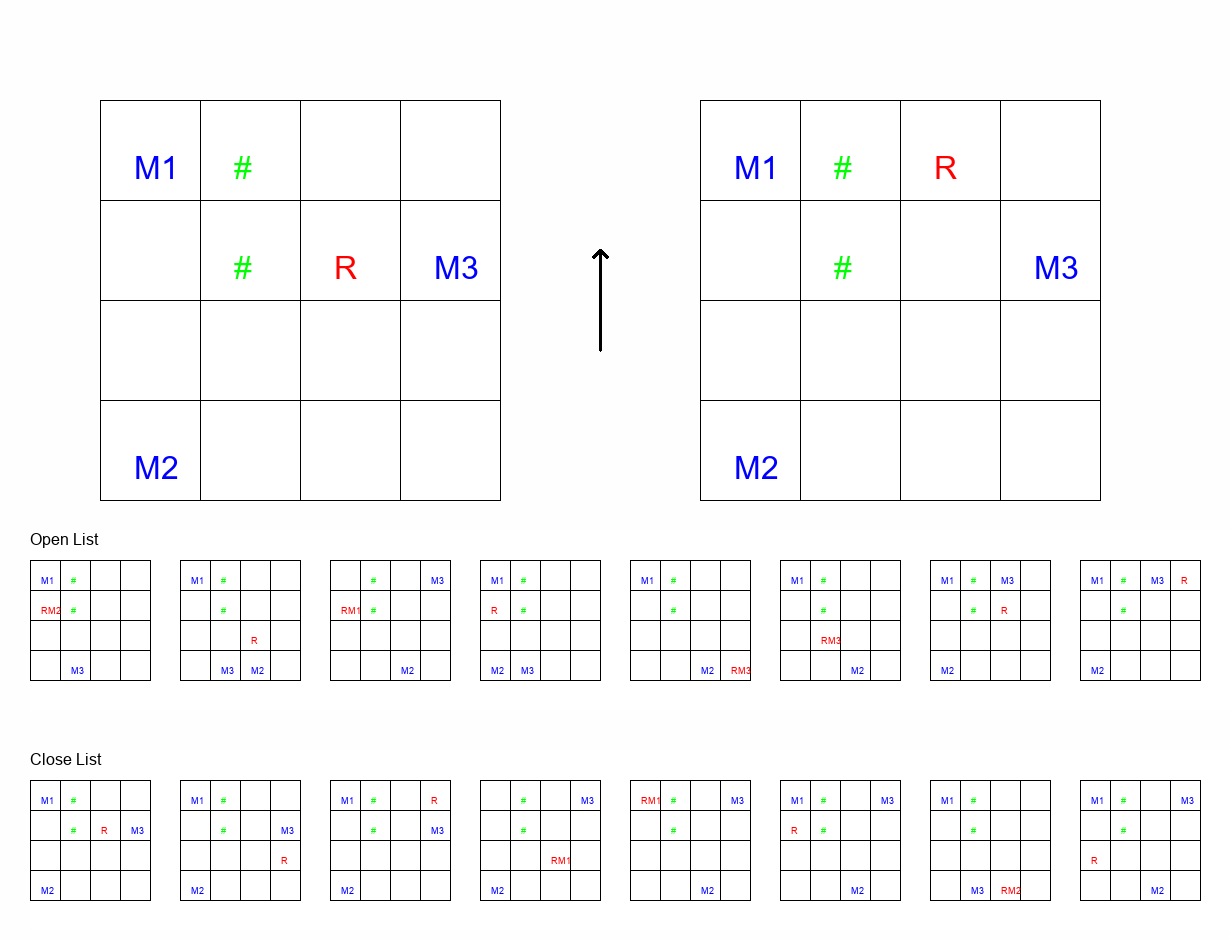 M1 # M1 # R
# R M3 # M3
M2 M2
Open List
M1 # M1 # # M3 M1 # M1 # M1 # M1 # M3 M1 # M3 R
RM2 # # RM1 # R # # # # R #
R RM3
M3 M3 M2 M2 M2 M3 M2 RM3 M2 M2 M2
Close List
M1 # M1 # M1 # R # M3 RM1 # M3 M1 # M3 M1 # M1 # M3
# R M3 # M3 # M3 # # R # # #
R RM1 R
M2 M2 M2 M2 M2 M2 M3 RM2 M2